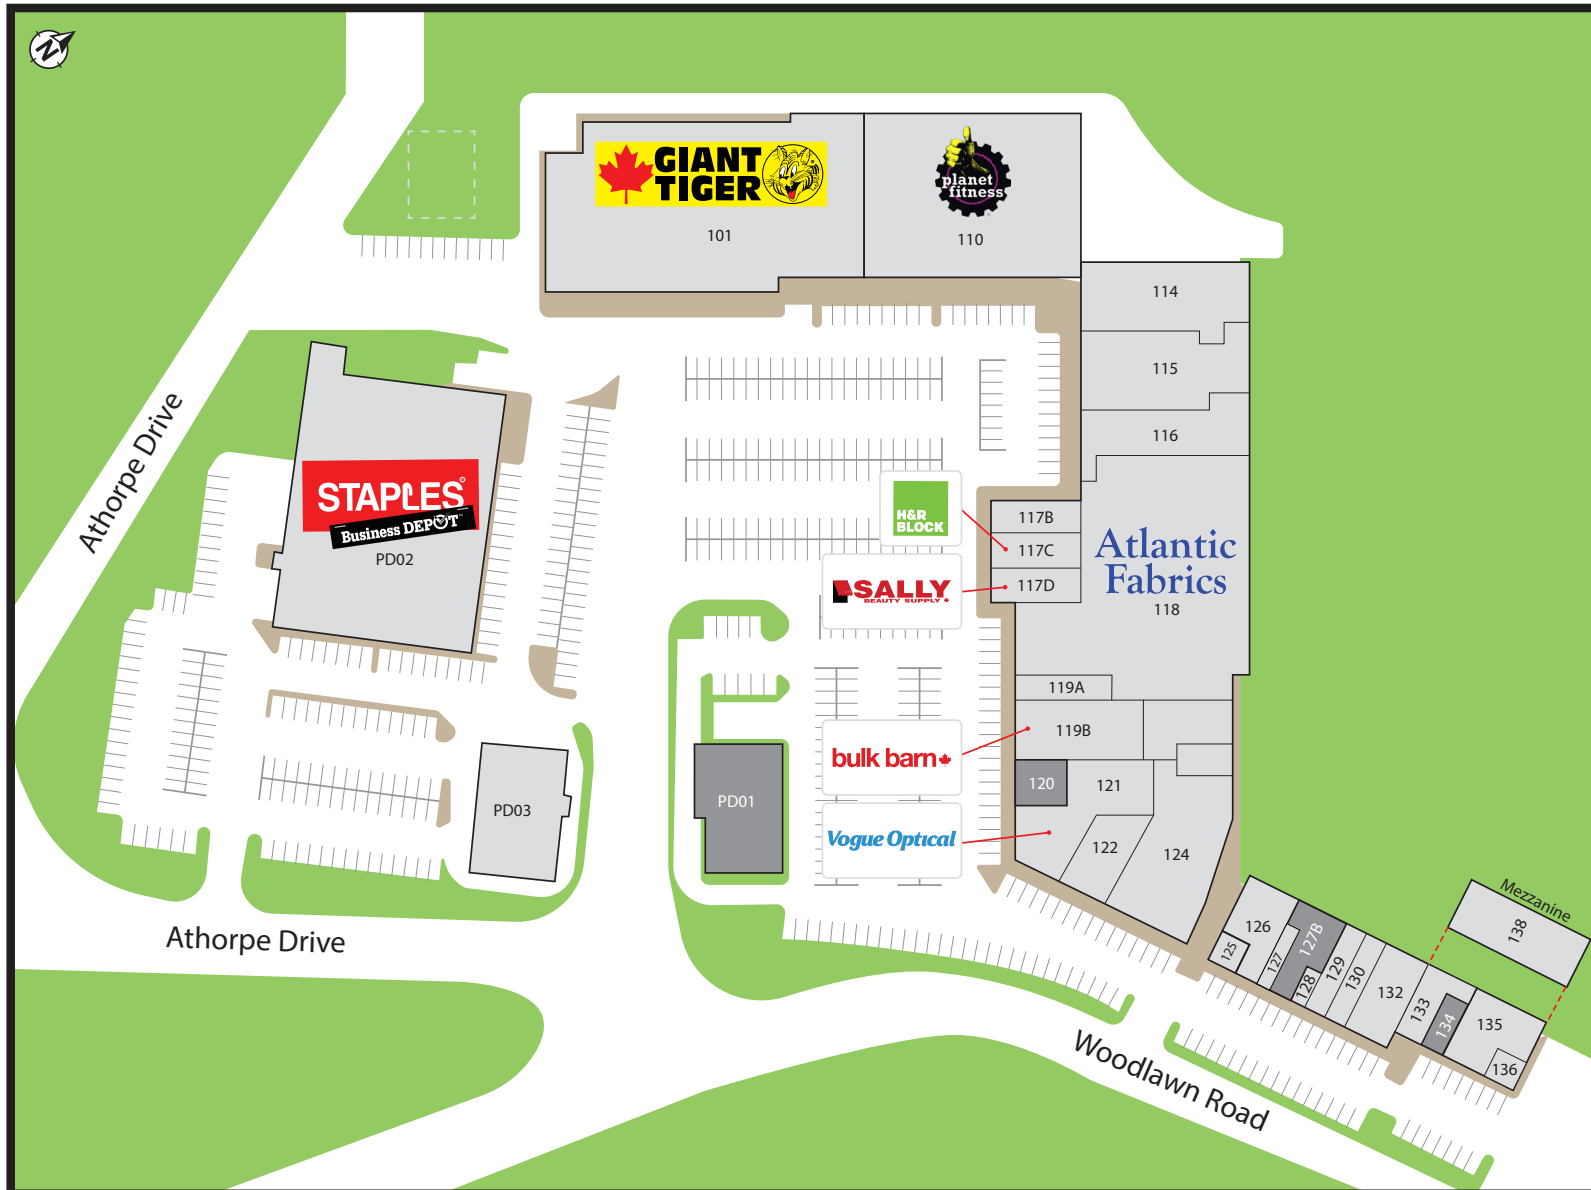 N
GIANT
TIGER
101
planet
fitness
110
114
115
116
Athorpe Drive
STAPLES
Business DEPOT
PD02
H&R
BLOCK
117B
117C
117D
SALLY
BEAUTY SUPPLY
Atlantic
Fabrics
118
119A
119B
bulk barn
120
121
PD01
PD03
Vogue Optical
122
124
Athorpe Drive
Mezzanine
138
125
126
127
127B
128
129
130
132
133
134
135
136
Woodlawn Road